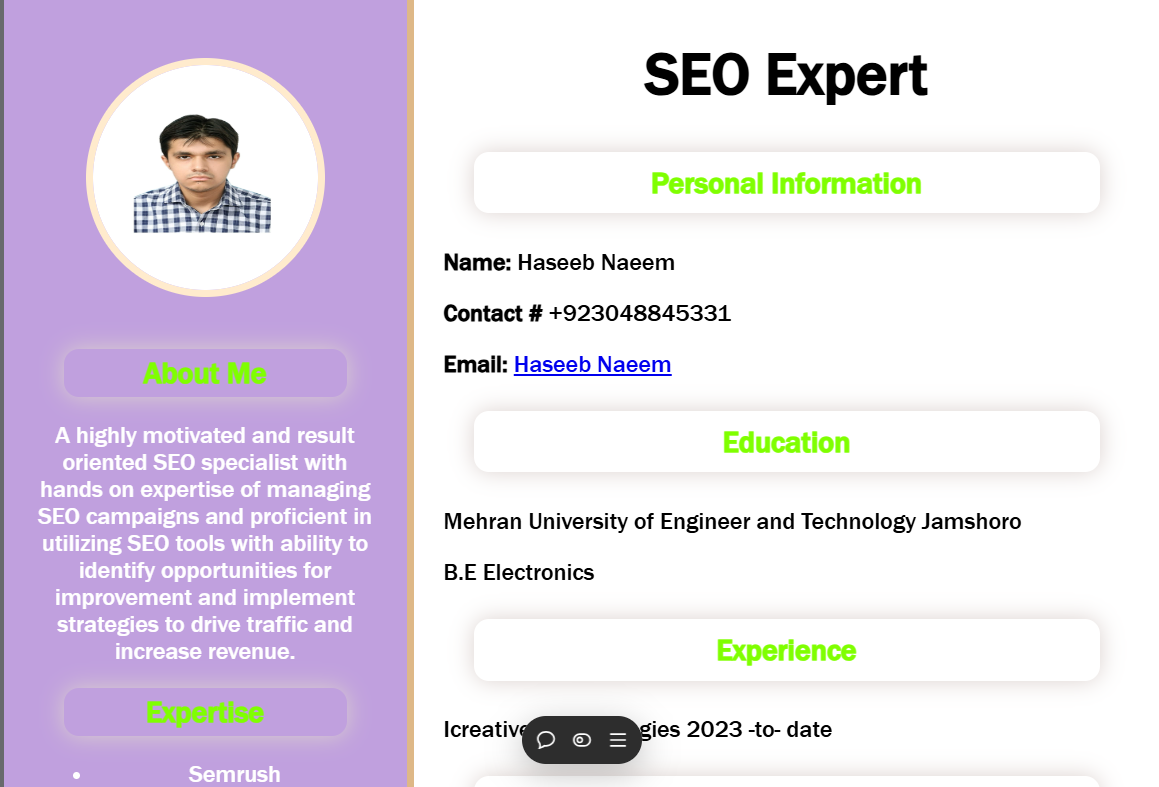 About Me
A highly motivated and result
oriented SEO specialist with
hands on expertise of managing
SEO campaigns and proficient in
utilizing SEO tools with ability to
identify opportunities for
improvement and implement
strategies to drive traffic and
increase revenue.
Expertise
Semrush
SEO Expert
Personal Information
Name: Haseeb Naeem
Contact # +923048845331
Email: Haseeb Naeem
Education
Mehran University of Engineer and Technology Jamshoro
B.E Electronics
Experience
2023 -to- date